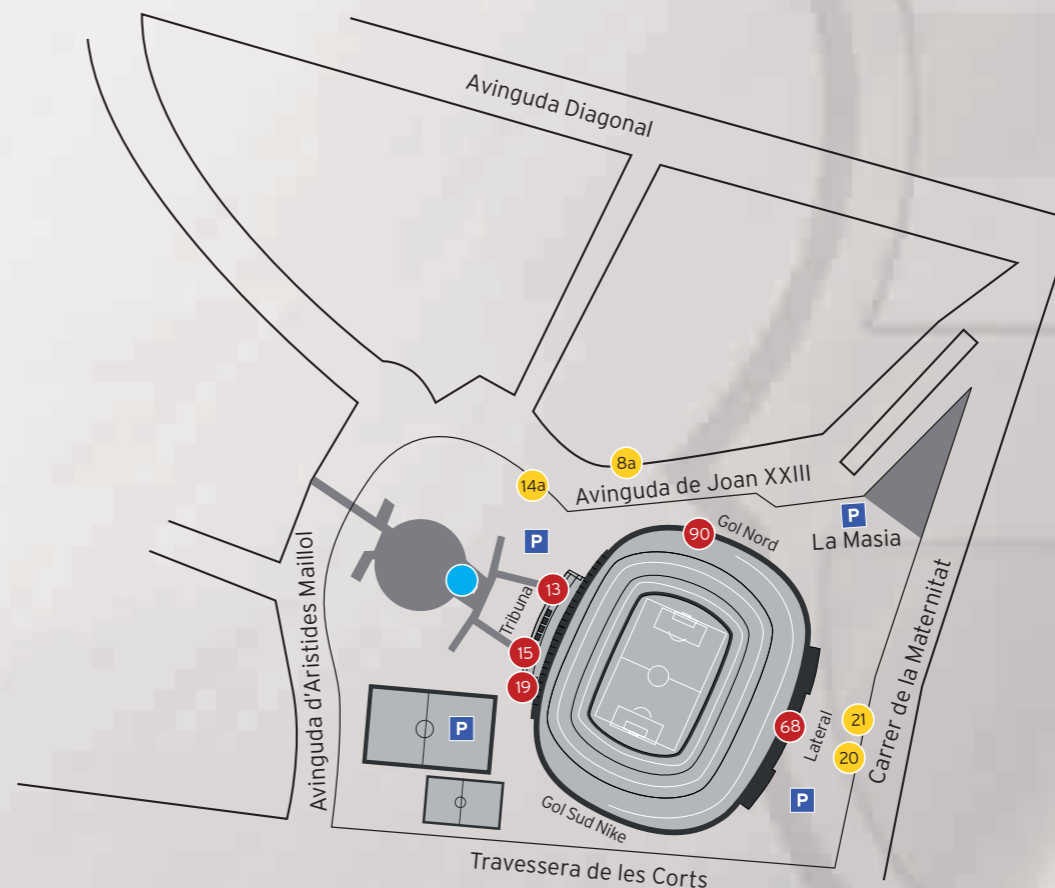 Avinguda Diagonal
8a
14a
Avinguda de Joan XXIII
P
La Masia
90
Gol Nord
P
13
Tribuna
15
19
Avinguda d'Aristides Maillol
P
68
Lateral
21
20
Carrer de la Maternitat
P
Gol Sud Nike
Travessera de les Corts